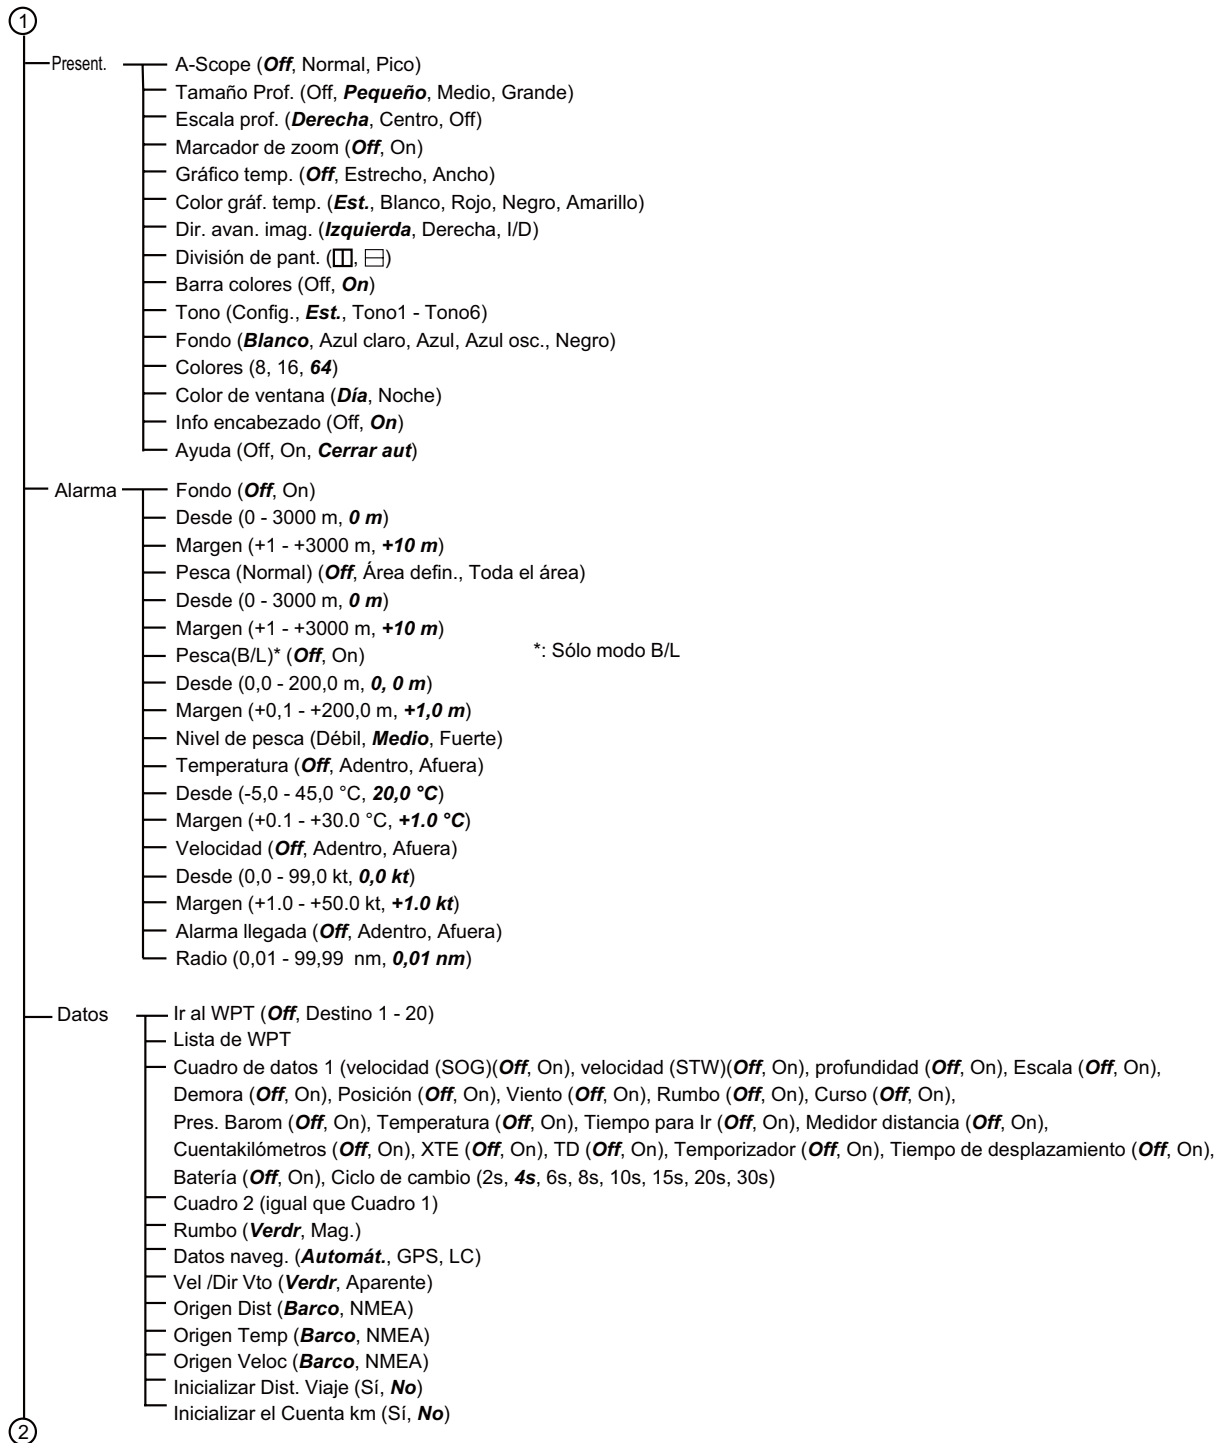 1
Present.
A-Scope (Off, Normal, Pico)
Tamaño Prof. (Off, Pequeño, Medio, Grande)
Escala prof. (Derecha, Centro, Off)
Marcador de zoom (Off, On)
Gráfico temp. (Off, Estrecho, Ancho)
Color gráf. temp. (Est., Blanco, Rojo, Negro, Amarillo)
Dir. avan. imag. (Izquierda, Derecha, I/D)
División de pant. ( , )
Barra colores (Off, On)
Tono (Config., Est., Tono1 - Tono6)
Fondo (Blanco, Azul claro, Azul, Azul osc., Negro)
Colores (8, 16, 64)
Color de ventana (Día, Noche)
Info encabezado (Off, On)
Ayuda (Off, On, Cerrar aut)
Alarma
Fondo (Off, On)
Desde (0 - 3000 m, 0 m)
Margen (+1 - +3000 m, +10 m)
Pesca (Normal) (Off, Área defin., Toda el área)
Desde (0 - 3000 m, 0 m)
Margen (+1 - +3000 m, +10 m)
Pesca(B/L)* (Off, On)
*: Sólo modo B/L
Desde (0,0 - 200,0 m, 0, 0 m)
Margen (+0,1 - +200,0 m, +1,0 m)
Nivel de pesca (Débil, Medio, Fuerte)
Temperatura (Off, Adentro, Afuera)
Desde (-5,0 - 45,0 °C, 20,0 °C)
Margen (+0.1 - +30.0 °C, +1.0 °C)
Velocidad (Off, Adentro, Afuera)
Desde (0,0 - 99,0 kt, 0,0 kt)
Margen (+1.0 - +50.0 kt, +1.0 kt)
Alarma llegada (Off, Adentro, Afuera)
Radio (0,01 - 99,99 nm, 0,01 nm)
Datos
Ir al WPT (Off, Destino 1 - 20)
Lista de WPT
Cuadro de datos 1 (velocidad (SOG)(Off, On), velocidad (STW)(Off, On), profundidad (Off, On), Escala (Off, On),
Demora (Off, On), Posición (Off, On), Viento (Off, On), Rumbo (Off, On), Curso (Off, On),
Pres. Barom (Off, On), Temperatura (Off, On), Tiempo para Ir (Off, On), Medidor distancia (Off, On),
Cuentakilómetros (Off, On), XTE (Off, On), TD (Off, On), Temporizador (Off, On), Tiempo de desplazamiento (Off, On),
Batería (Off, On), Ciclo de cambio (2s, 4s, 6s, 8s, 10s, 15s, 20s, 30s)
Cuadro 2 (igual que Cuadro 1)
Rumbo (Verdr, Mag.)
Datos naveg. (Automát., GPS, LC)
Vel /Dir Vto (Verdr, Aparente)
Origen Dist (Barco, NMEA)
Origen Temp (Barco, NMEA)
Origen Veloc (Barco, NMEA)
Inicializar Dist. Viaje (Sí, No)
Inicializar el Cuenta km (Sí, No)
2